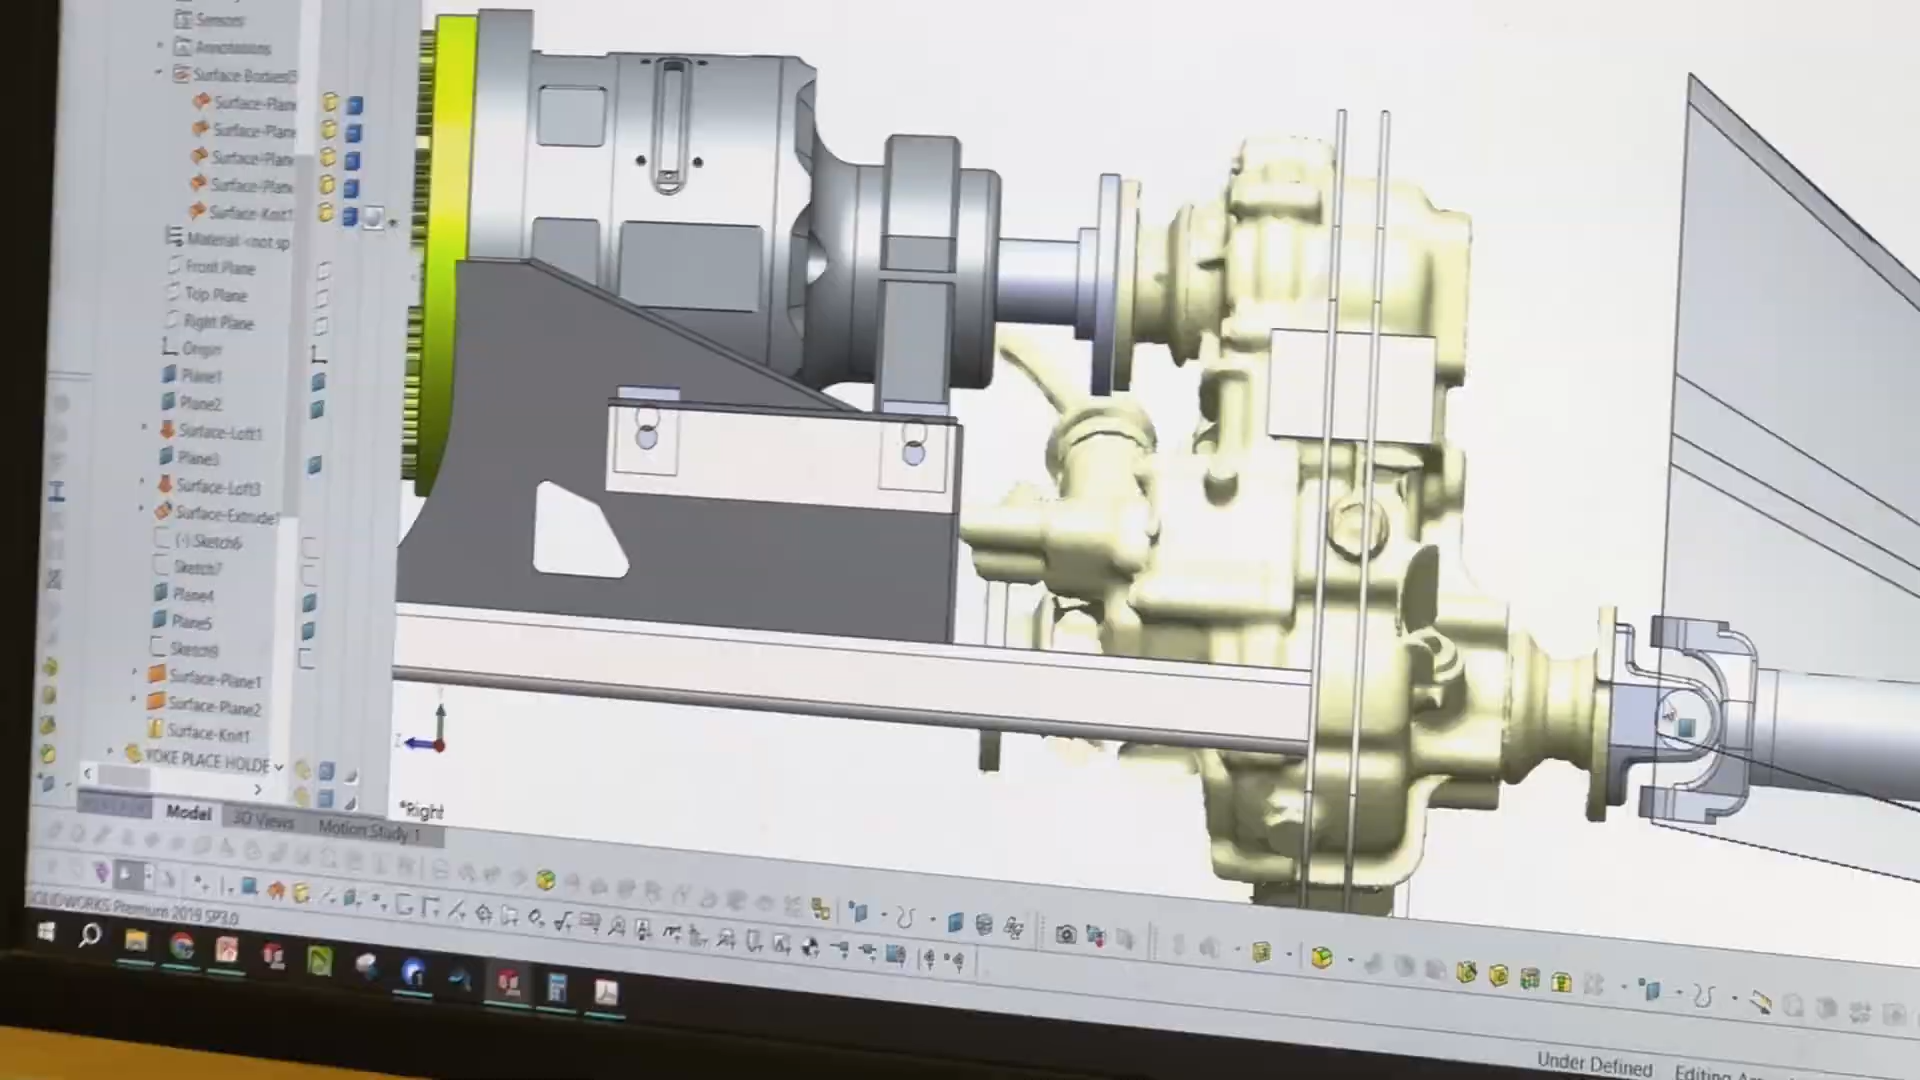 Sensors
Annotations
Surface Bodies(5
Surface-Plane
Surface-Plane
Surface-Plan
Surface-Plan
Surface-Knit1
Material <not sp
Front Plane
Top Plane
Right Plane
Origin
Plane1
Plane2
Surface-Loft1
Plane3
Surface-Loft3
Surface-Extrude1
(-) Sketch6
Sketch7
Plane4
Plane5
Sketch9
Surface-Plane1
Surface-Plane2
Surface-Knit1
YOKE PLACE HOLDE
Z
*Right
Model
3D Views
Motion Study 1
SOLIDWORKS Premium 2019 SP3.0
Under Defined
Editing